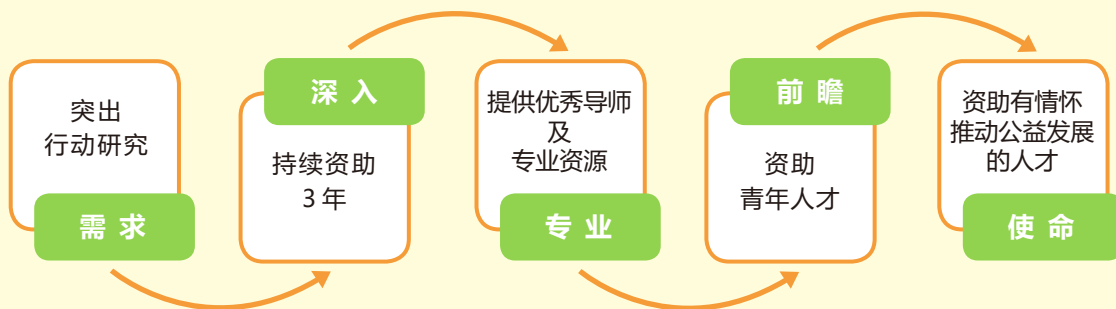 突出
行动研究
需求
深入
持续资助
3年
提供优秀导师
及
专业资源
专业
前瞻
资助
青年人才
资助有情怀
推动公益发展
的人才
使命